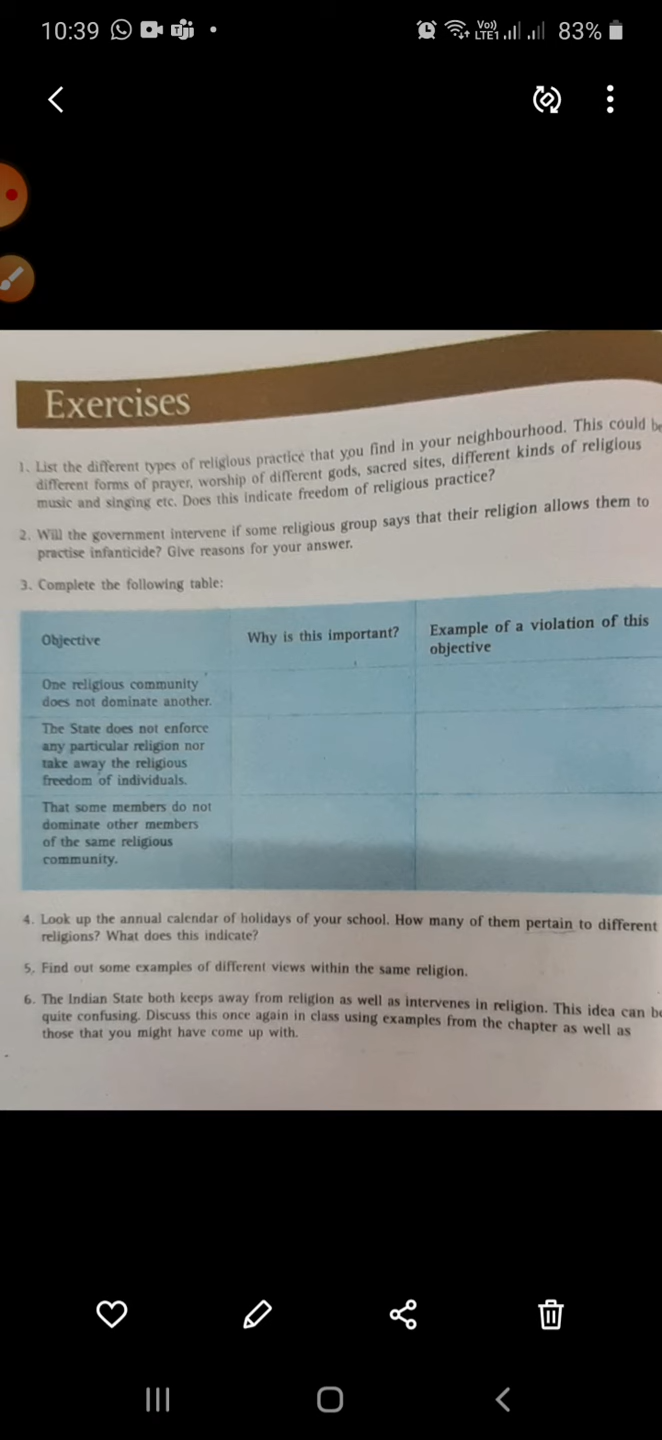 10:39
Vo))
LTE1
83%
Exercises
1. List the different types of religious practice that you find in your neighbourhood. This could be
different forms of prayer, worship of different gods, sacred sites, different kinds of religious
music and singing etc. Does this indicate freedom of religious practice?
2. Will the government intervene if some religious group says that their religion allows them to
practise infanticide? Give reasons for your answer.
3. Complete the following table:
Objective
Why is this important?
Example of a violation of this
objective
One religious community
does not dominate another.
The State does not enforce
any particular religion nor
take away the religious
freedom of individuals.
That some members do not
dominate other members
of the same religious
community.
4. Look up the annual calendar of holidays of your school. How many of them pertain to different
religions? What does this indicate?
5. Find out some examples of different views within the same religion.
6. The Indian State both keeps away from religion as well as intervenes in religion. This idea can be
quite confusing. Discuss this once again in class using examples from the chapter as well as
those that you might have come up with.